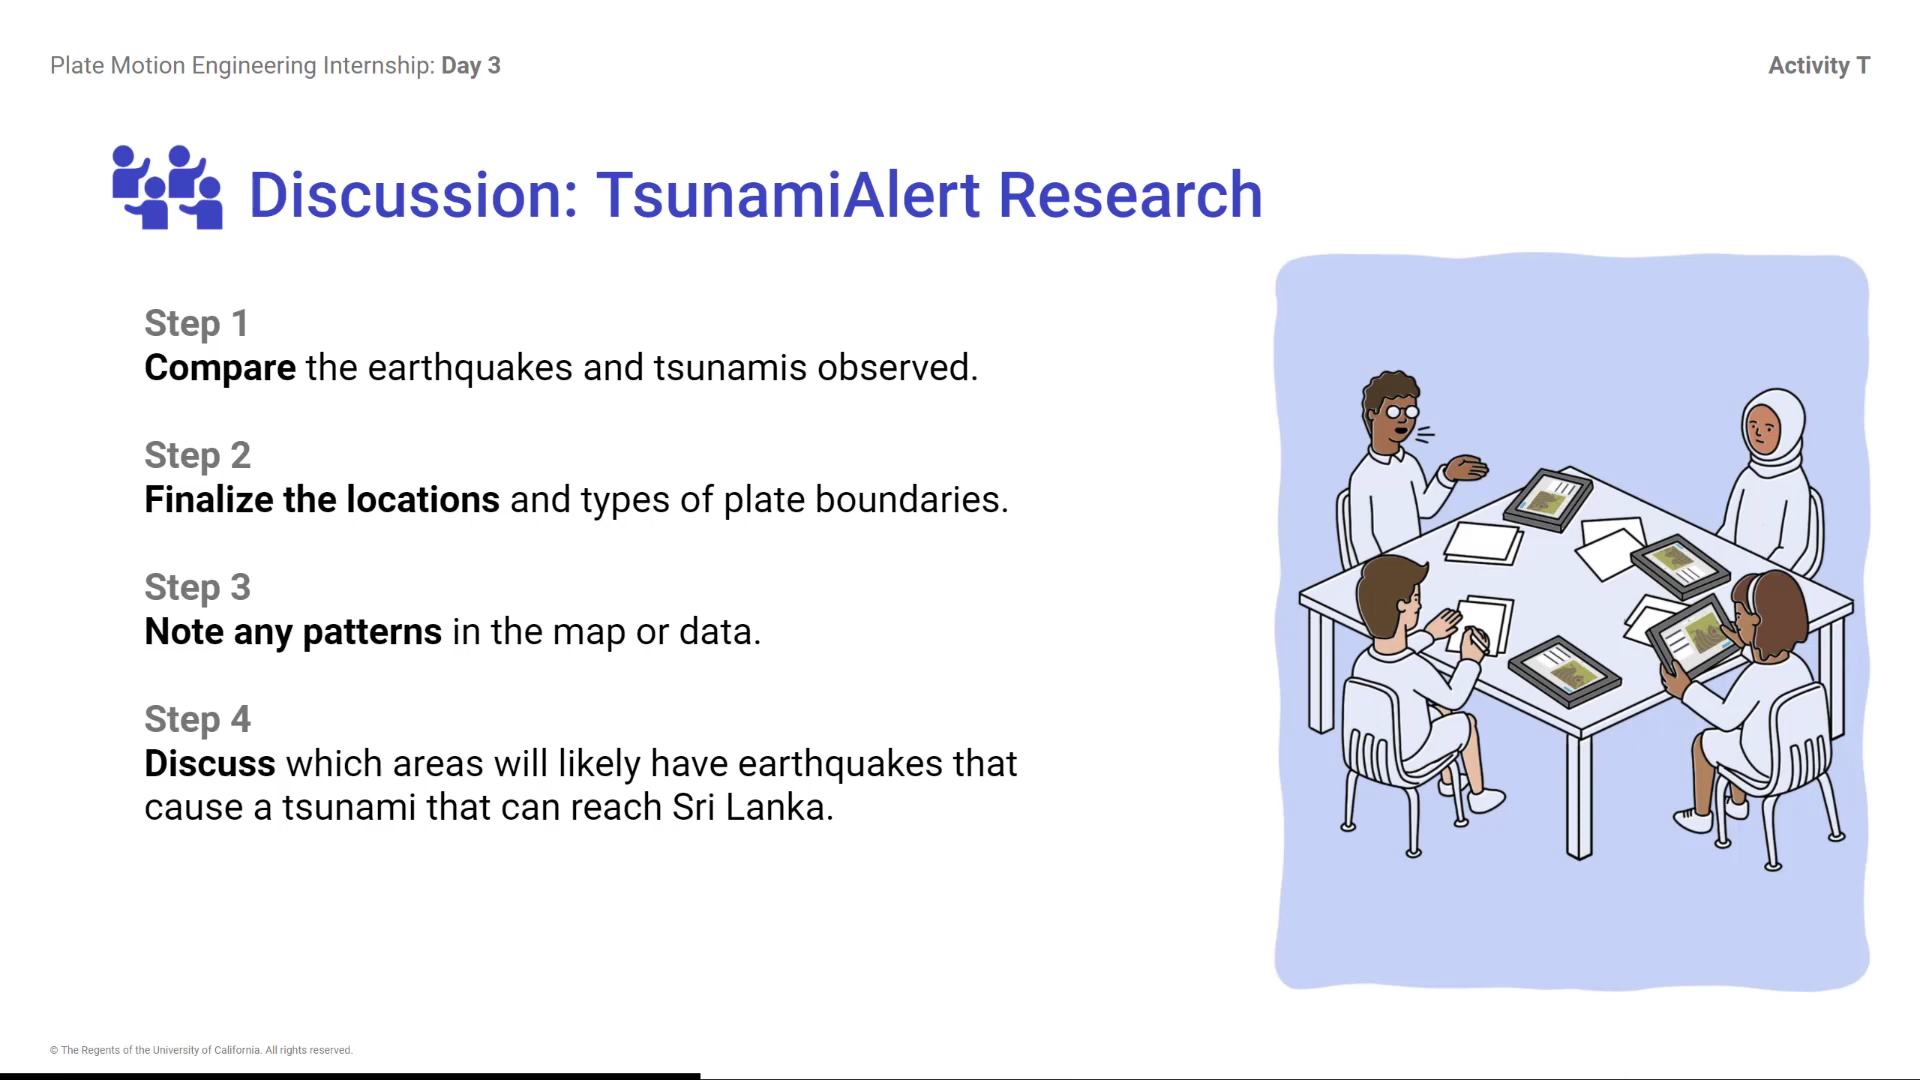 Plate Motion Engineering Internship: Day 3
Activity T
Discussion: TsunamiAlert Research
Step 1
Compare the earthquakes and tsunamis observed.
Step 2
Finalize the locations and types of plate boundaries.
Step 3
Note any patterns in the map or data.
Step 4
Discuss which areas will likely have earthquakes that
cause a tsunami that can reach Sri Lanka.
© The Regents of the University of California. All rights reserved.